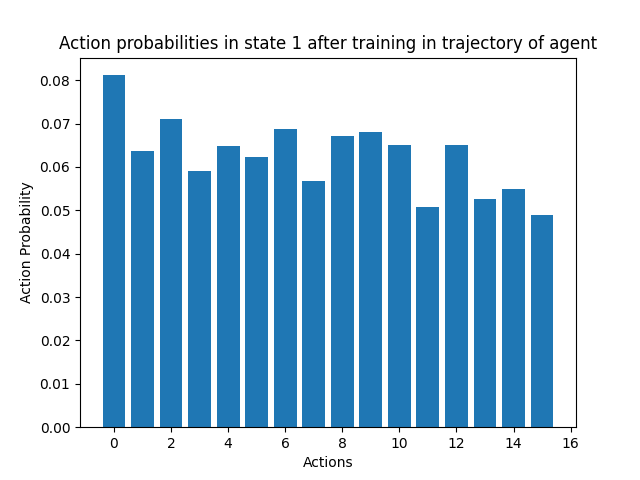 Action probabilities in state 1 after training in trajectory of agent
0.08
0.07
0.06
0.05
0.04
0.03
0.02
0.01
0.00
Action Probability
0 2 4 6 8 10 12 14 16
Actions